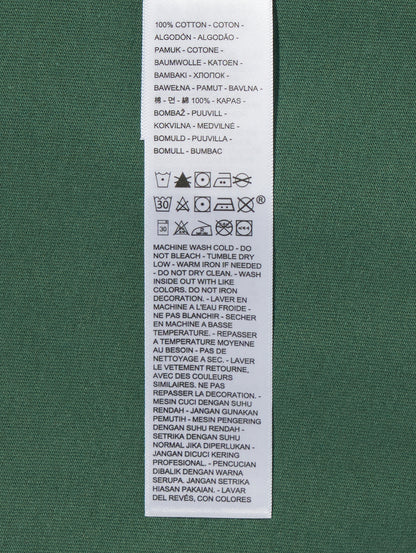 100% COTTON - COTON -
ALGODÓN - ALGODÃO -
PAMUK - COTONE -
BAUMWOLLE - KATOEN -
BAMBAKI - ХЛОПОК -
BAWEŁNA - PAMUT - BAVLNA -
棉 - 면 - 綿 100% - KAPAS -
BOMBAŽ - PUUVILL -
KOKVILNA - MEDVILNĖ -
BOMULD - PUUVILLA -
BOMULL - BUMBAC
30 ®
30
MACHINE WASH COLD - DO
NOT BLEACH - TUMBLE DRY
LOW - WARM IRON IF NEEDED
- DO NOT DRY CLEAN. - WASH
INSIDE OUT WITH LIKE
COLORS. DO NOT IRON
DECORATION. - LAVER EN
MACHINE A L'EAU FROIDE -
NE PAS BLANCHIR - SECHER
EN MACHINE A BASSE
TEMPERATURE. - REPASSER
A TEMPERATURE MOYENNE
AU BESOIN - PAS DE
NETTOYAGE A SEC. - LAVER
LE VETEMENT RETOURNE,
AVEC DES COULEURS
SIMILAIRES. NE PAS
REPASSER LA DECORATION. -
MESIN CUCI DENGAN SUHU
RENDAH - JANGAN GUNAKAN
PEMUTIH - MESIN PENGERING
DENGAN SUHU RENDAH -
SETRIKA DENGAN SUHU
NORMAL JIKA DIPERLUKAN -
JANGAN DICUCI KERING
PROFESIONAL. - PENCUCIAN
DIBALIK DENGAN WARNA
SERUPA. JANGAN SETRIKA
HIASAN PAKAIAN. - LAVAR
DEL REVÉS, CON COLORES